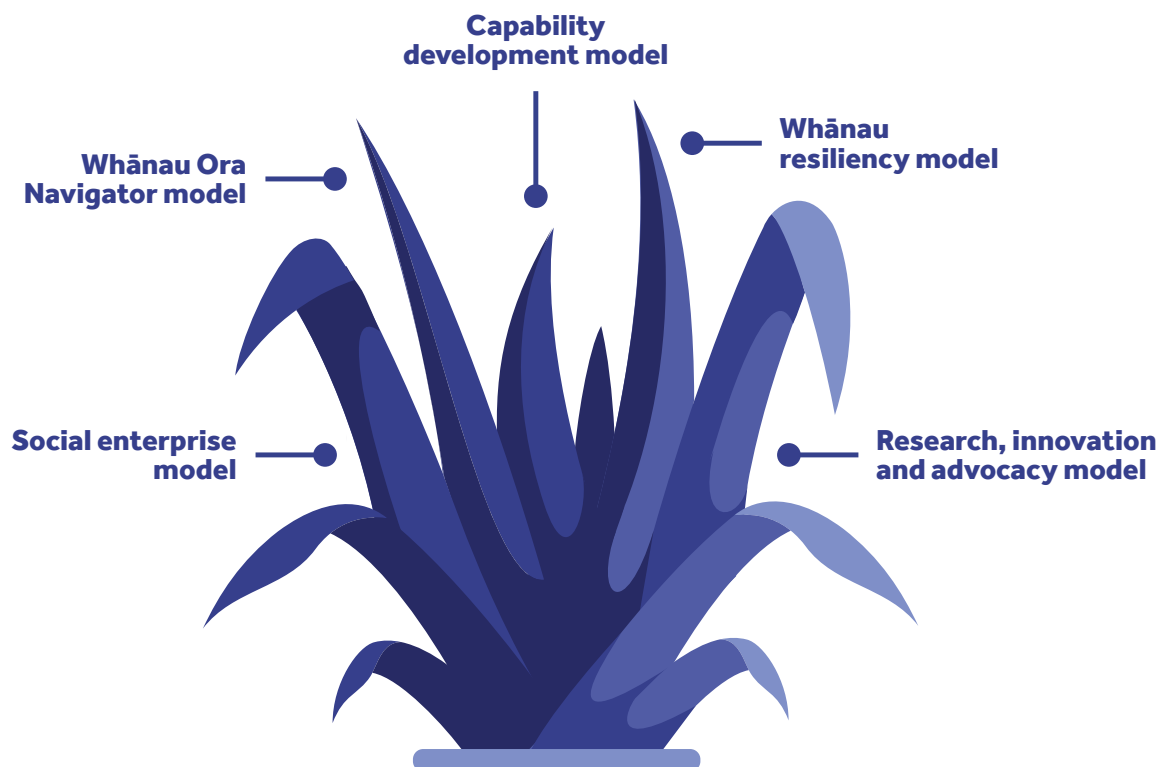 Capability
development model
Whānau
resiliency model
Whānau Ora
Navigator model
Social enterprise
model
Research, innovation
and advocacy model